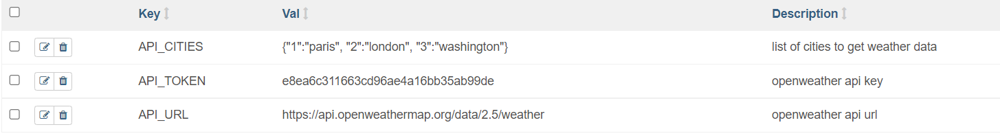 Key Val Description
API_CITIES {"1":"paris", "2":"london", "3":"washington"} list of cities to get weather data
API_TOKEN e8ea6c311663cd96ae4a16bb35ab99de openweather api key
API_URL https://api.openweathermap.org/data/2.5/weather openweather api url